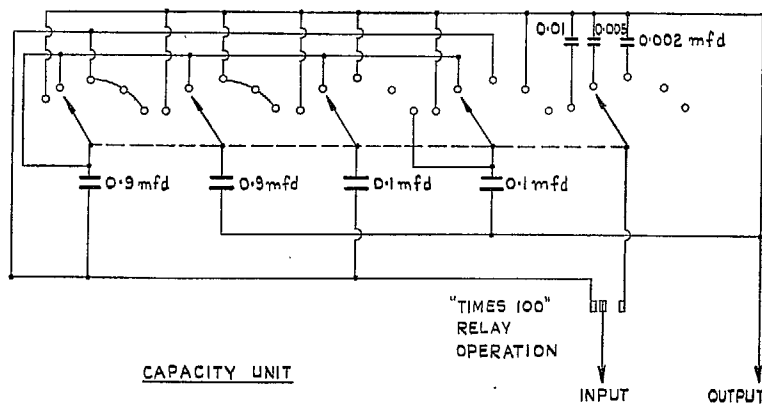 0.01
0.005
0.002 mfd
0.9 mfd
0.9 mfd
0.1 mfd
0.1 mfd
"TIMES 100"
RELAY
OPERATION
CAPACITY UNIT
INPUT
OUTPUT